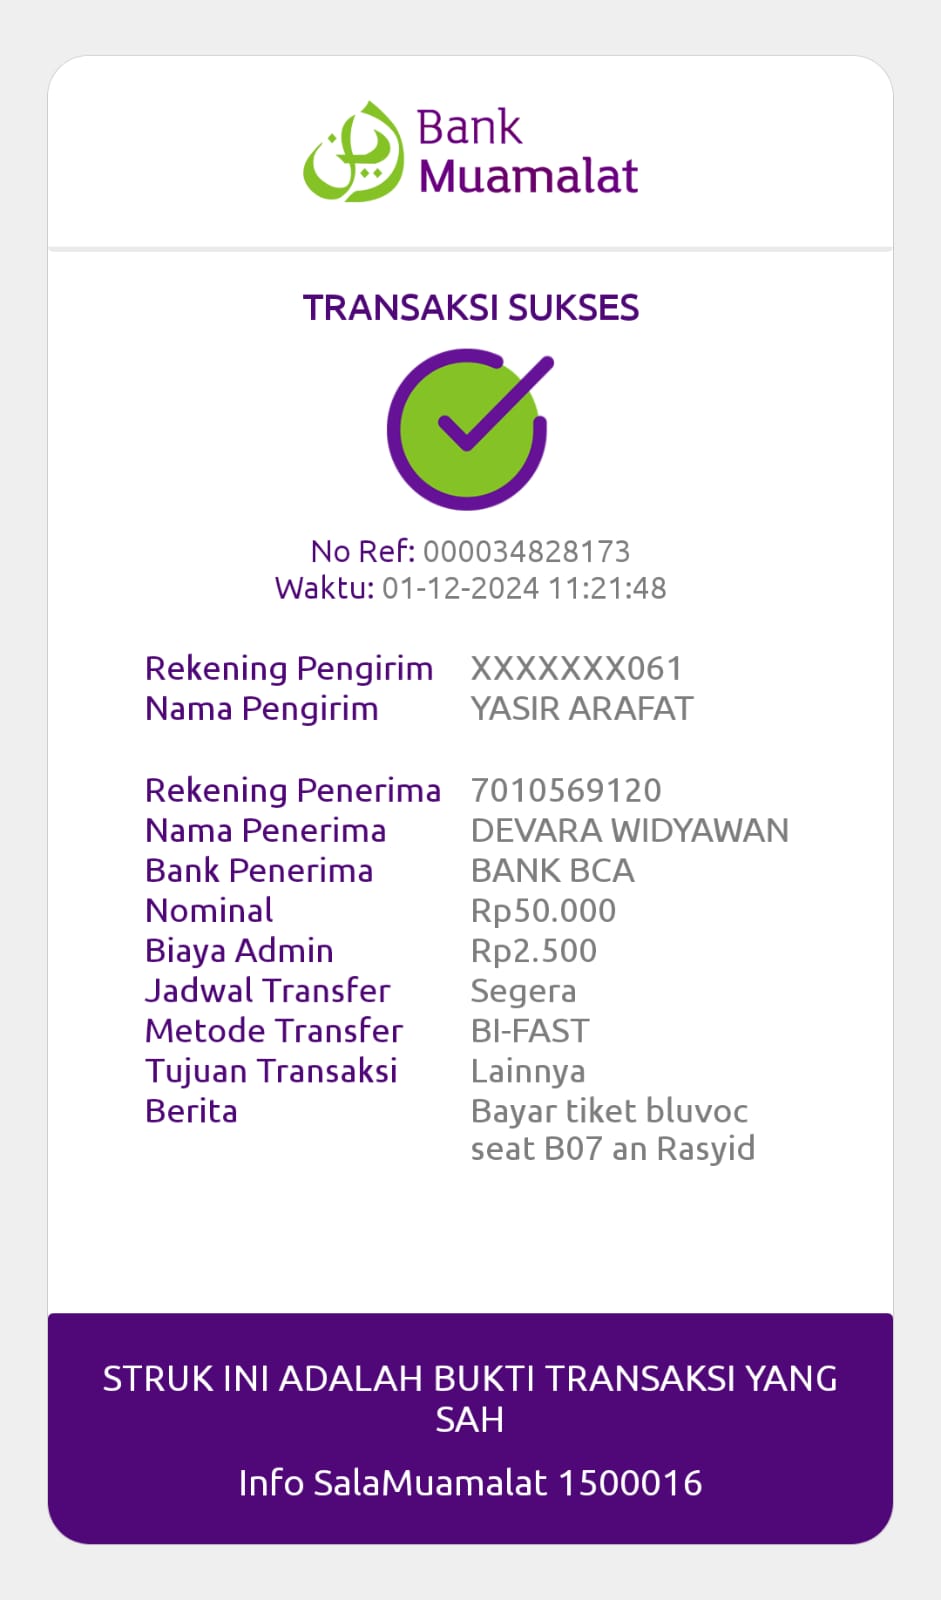 Bank
Muamalat
TRANSAKSI SUKSES
No Ref: 000034828173
Waktu: 01-12-2024 11:21:48
Rekening Pengirim XXXXXXX061
Nama Pengirim YASIR ARAFAT
Rekening Penerima 7010569120
Nama Penerima DEVARA WIDYAWAN
Bank Penerima BANK BCA
Nominal Rp50.000
Biaya Admin Rp2.500
Jadwal Transfer Segera
Metode Transfer BI-FAST
Tujuan Transaksi Lainnya
Berita Bayar tiket bluvoc
seat B07 an Rasyid
STRUK INI ADALAH BUKTI TRANSAKSI YANG
SAH
Info SalaMuamalat 1500016